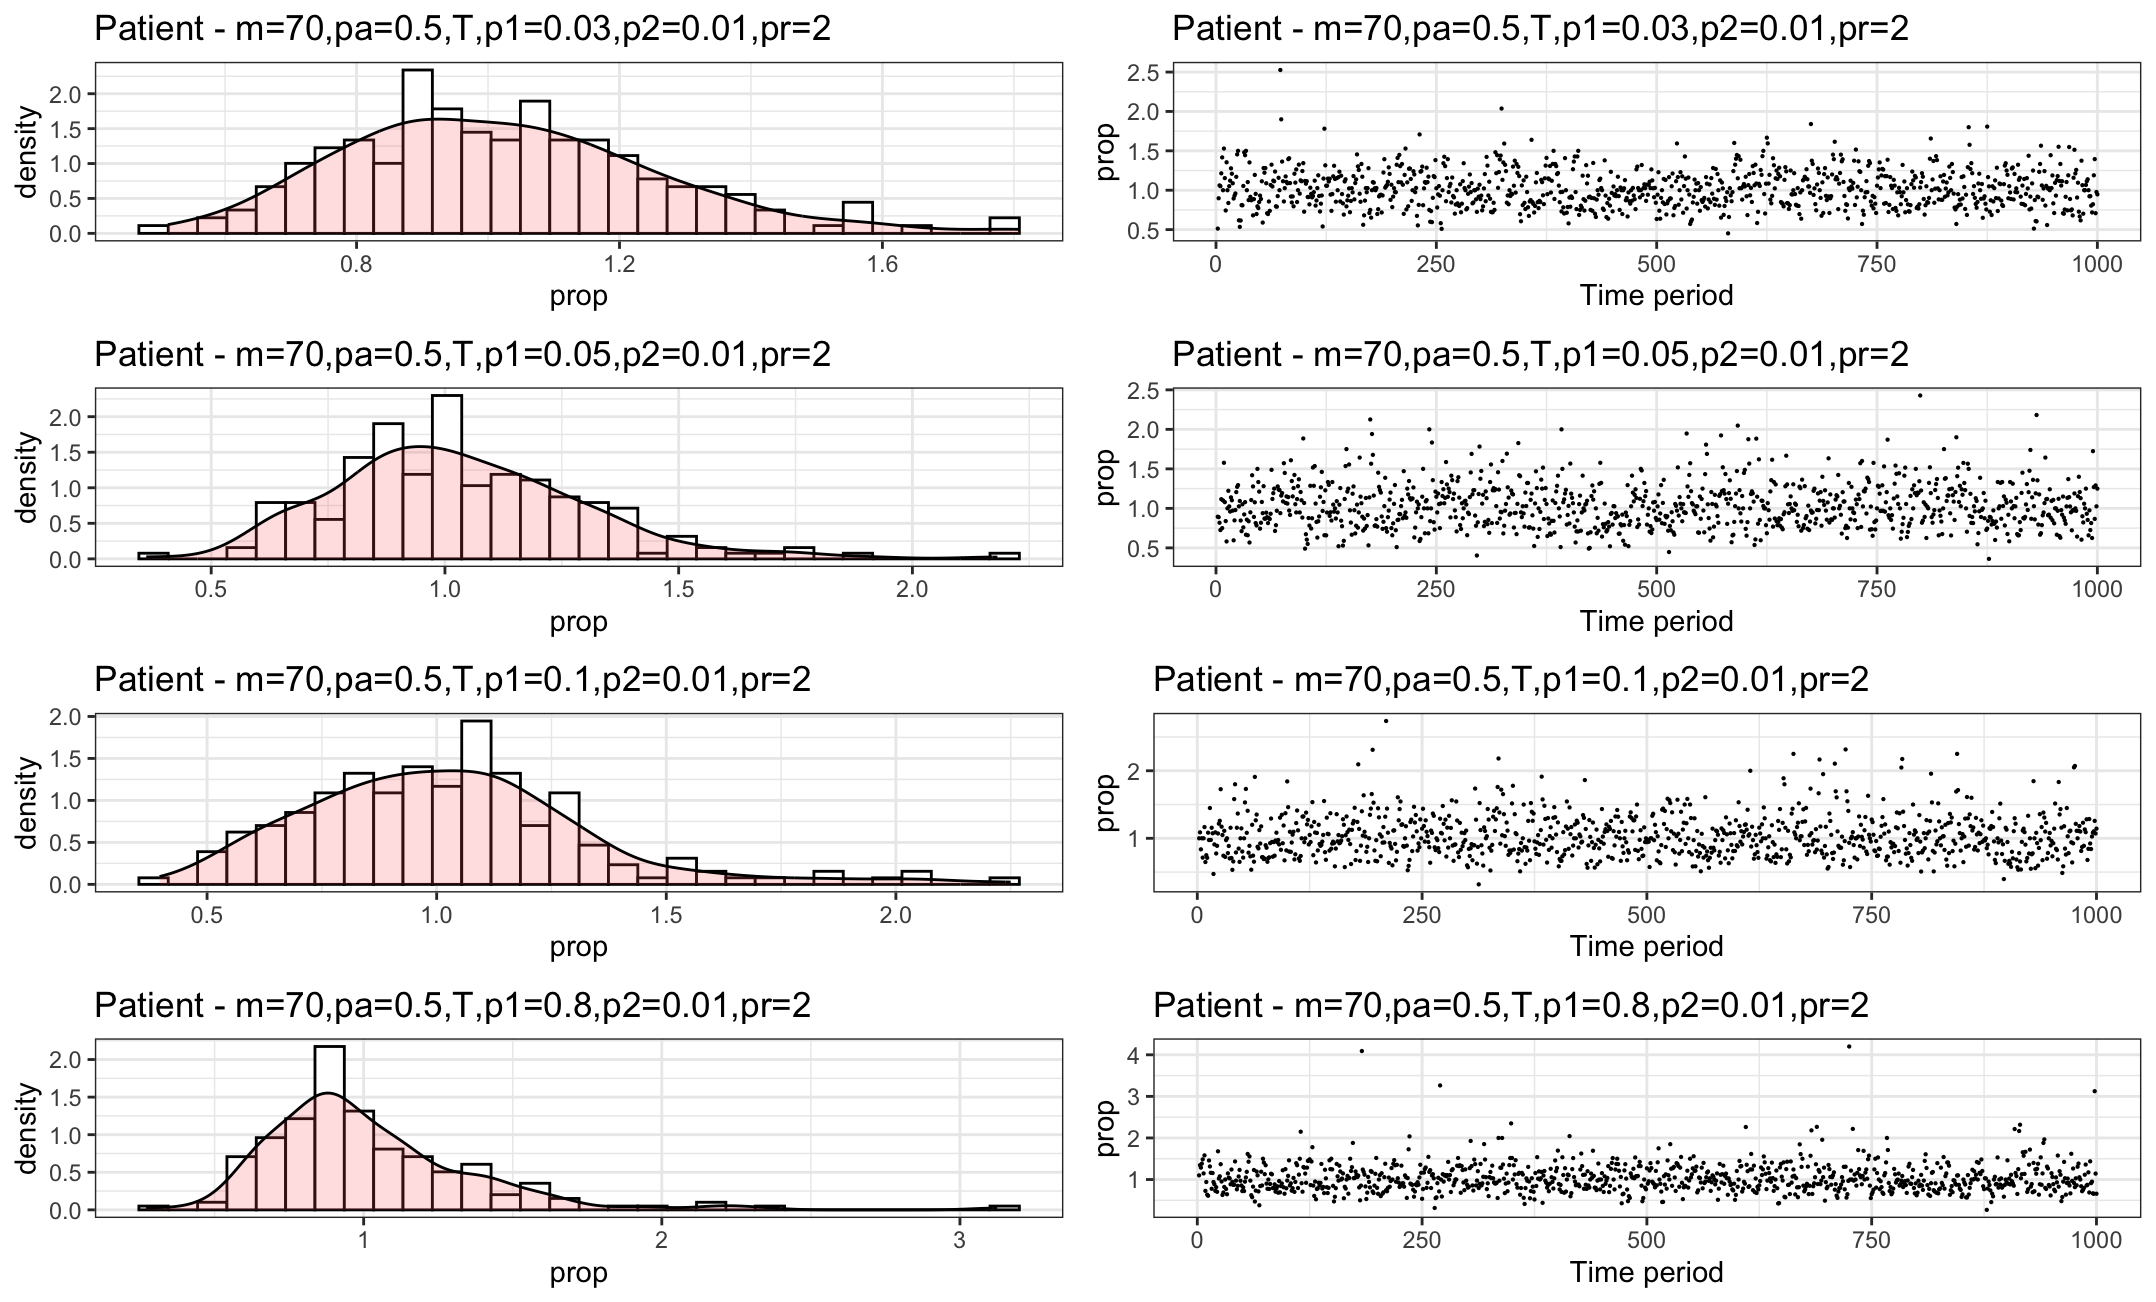 Patient - m=70,pa=0.5,T,p1=0.03,p2=0.01,pr=2
density
2.0
1.5
1.0
0.5
0.0
0.8 1.2 1.6
prop
Patient - m=70,pa=0.5,T,p1=0.03,p2=0.01,pr=2
prop
2.5
2.0
1.5
1.0
0.5
0 250 500 750 1000
Time period
Patient - m=70,pa=0.5,T,p1=0.05,p2=0.01,pr=2
density
2.0
1.5
1.0
0.5
0.0
0.5 1.0 1.5 2.0
prop
Patient - m=70,pa=0.5,T,p1=0.05,p2=0.01,pr=2
prop
2.5
2.0
1.5
1.0
0.5
0 250 500 750 1000
Time period
Patient - m=70,pa=0.5,T,p1=0.1,p2=0.01,pr=2
density
2.0
1.5
1.0
0.5
0.0
0.5 1.0 1.5 2.0
prop
Patient - m=70,pa=0.5,T,p1=0.1,p2=0.01,pr=2
prop
2
1
0 250 500 750 1000
Time period
Patient - m=70,pa=0.5,T,p1=0.8,p2=0.01,pr=2
density
2.0
1.5
1.0
0.5
0.0
1 2 3
prop
Patient - m=70,pa=0.5,T,p1=0.8,p2=0.01,pr=2
prop
4
3
2
1
0 250 500 750 1000
Time period